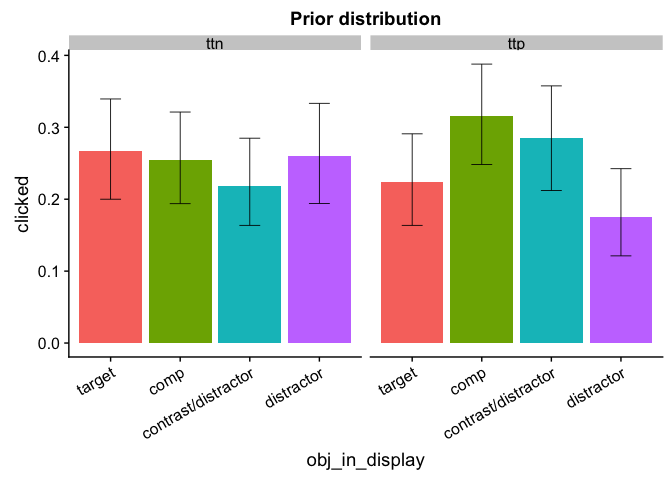 Prior distribution
ttn ttp
0.4
0.3
0.2
0.1
0.0
clicked
target comp contrast/distractor distractor target comp contrast/distractor distractor
obj_in_display